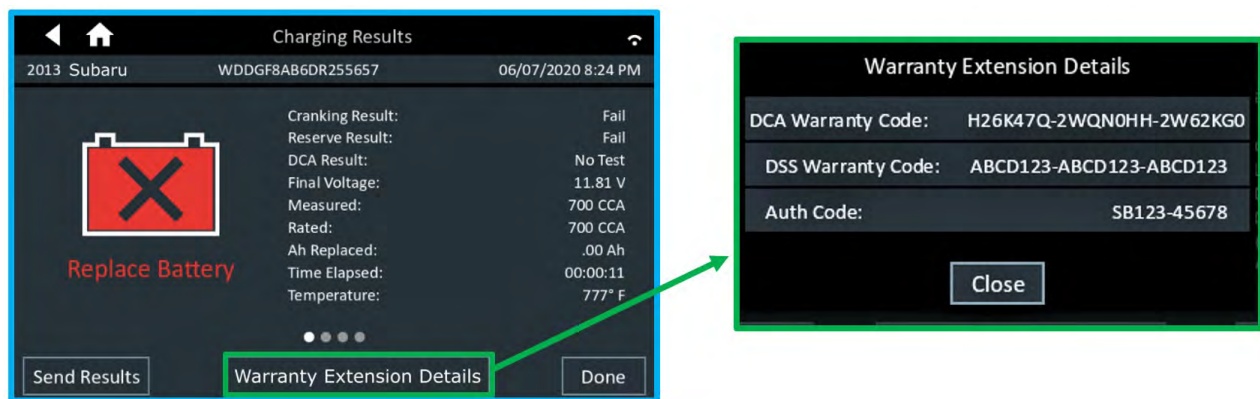 Charging Results
2013 Subaru WDDGF8AB6DR255657 06/07/2020 8:24 PM
Cranking Result: Fail
Reserve Result: Fail
DCA Result: No Test
Final Voltage: 11.81 V
Measured: 700 CCA
Rated: 700 CCA
Ah Replaced: .00 Ah
Time Elapsed: 00:00:11
Temperature: 777° F
Replace Battery
Send Results Warranty Extension Details Done
Warranty Extension Details
DCA Warranty Code: H26K47Q-2WQN0HH-2W62KG0
DSS Warranty Code: ABCD123-ABCD123-ABCD123
Auth Code: SB123-45678
Close